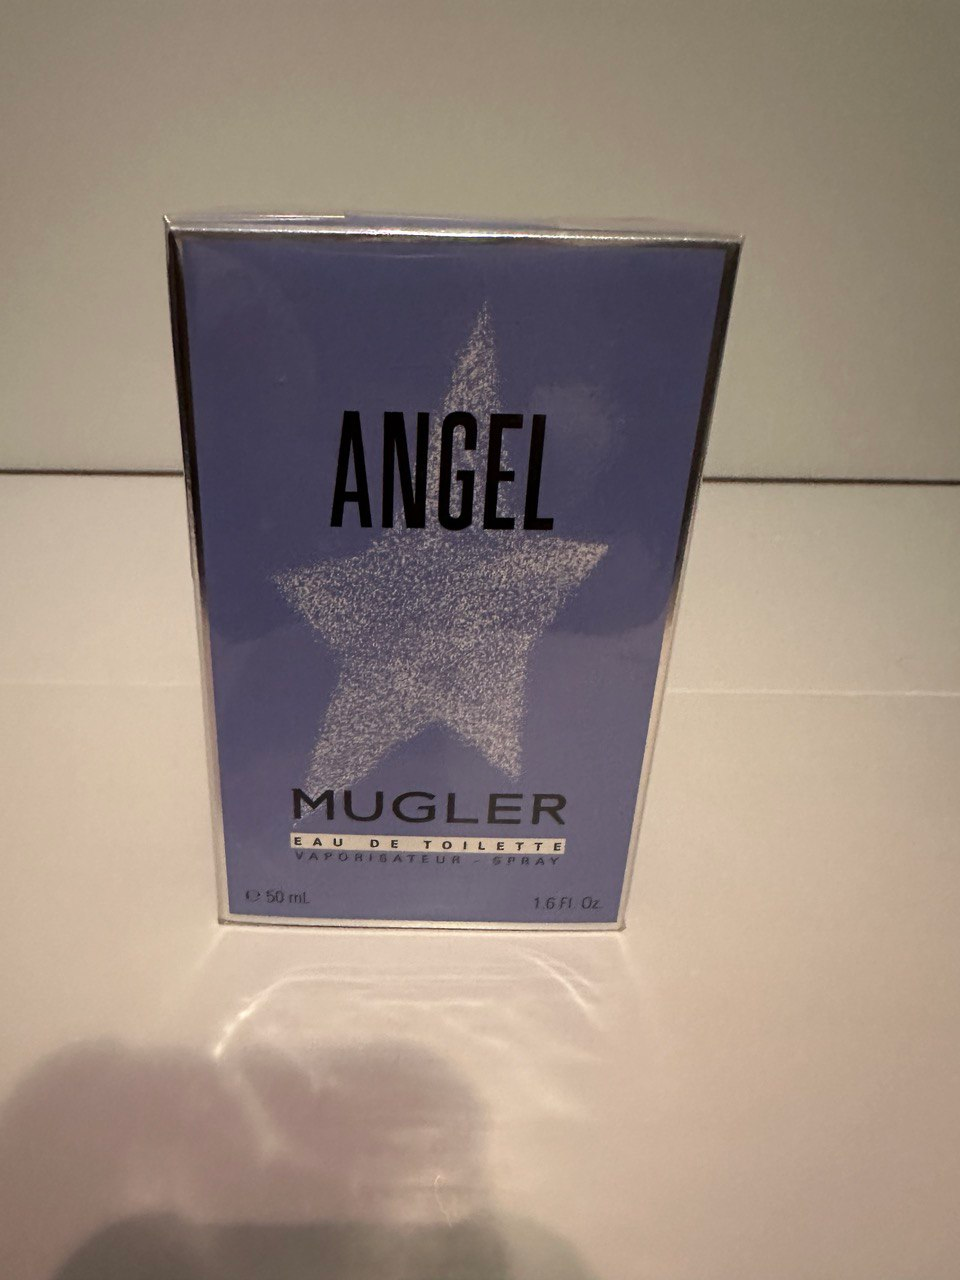 ANGEL
MUGLER
EAU DE TOILETTE
VAPORISATEUR - SPRAY
℮ 50 mL 1.6 Fl. Oz.